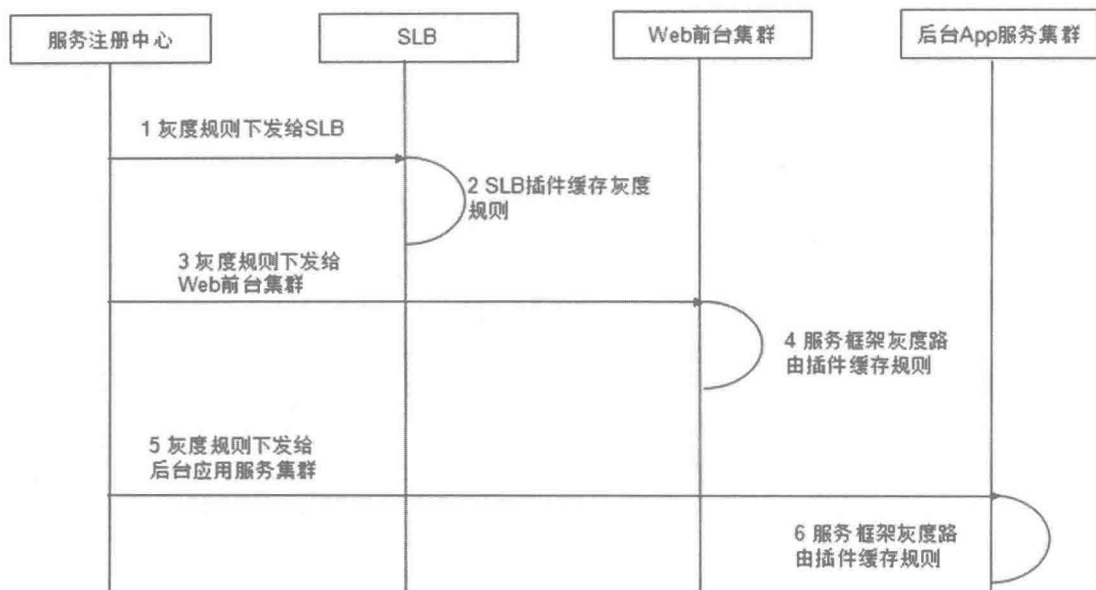 服务注册中心
SLB
Web前台集群
后台App服务集群
1 灰度规则下发给SLB
2 SLB插件缓存灰度
规则
3 灰度规则下发给
Web前台集群
4 服务框架灰度路
由插件缓存规则
5 灰度规则下发给
后台应用服务集群
6 服务框架灰度路
由插件缓存规则